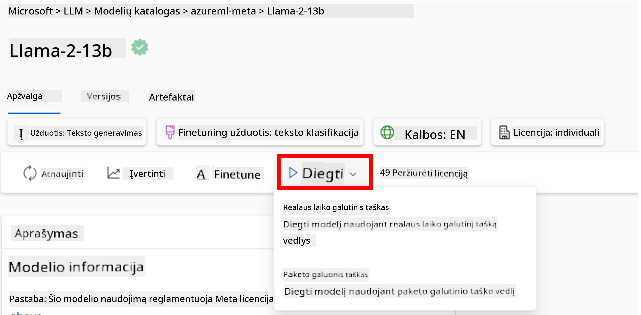 Microsoft > LLM > Modelių katalogas > azureml-meta > Llama-2-13b
Llama-2-13b
Apžvalga Versijos Artefaktai
Užduotis: Teksto generavimas Finetuning užduotis: teksto klasifikacija Kalbos: EN Licencija: individuali
Atnaujinti Įvertinti Finetune Diegti 49 Peržiūrėti licenciją
Realaus laiko galutinis taškas
Diegti modelį naudojant realaus laiko galutinį tašką
vedlys
Paketo galutinis taškas
Diegti modelį naudojant paketo galutinio taško vedlį
Aprašymas
Modelio informacija
Pastaba: Šio modelio naudojimą reglamentuoja Meta licencija